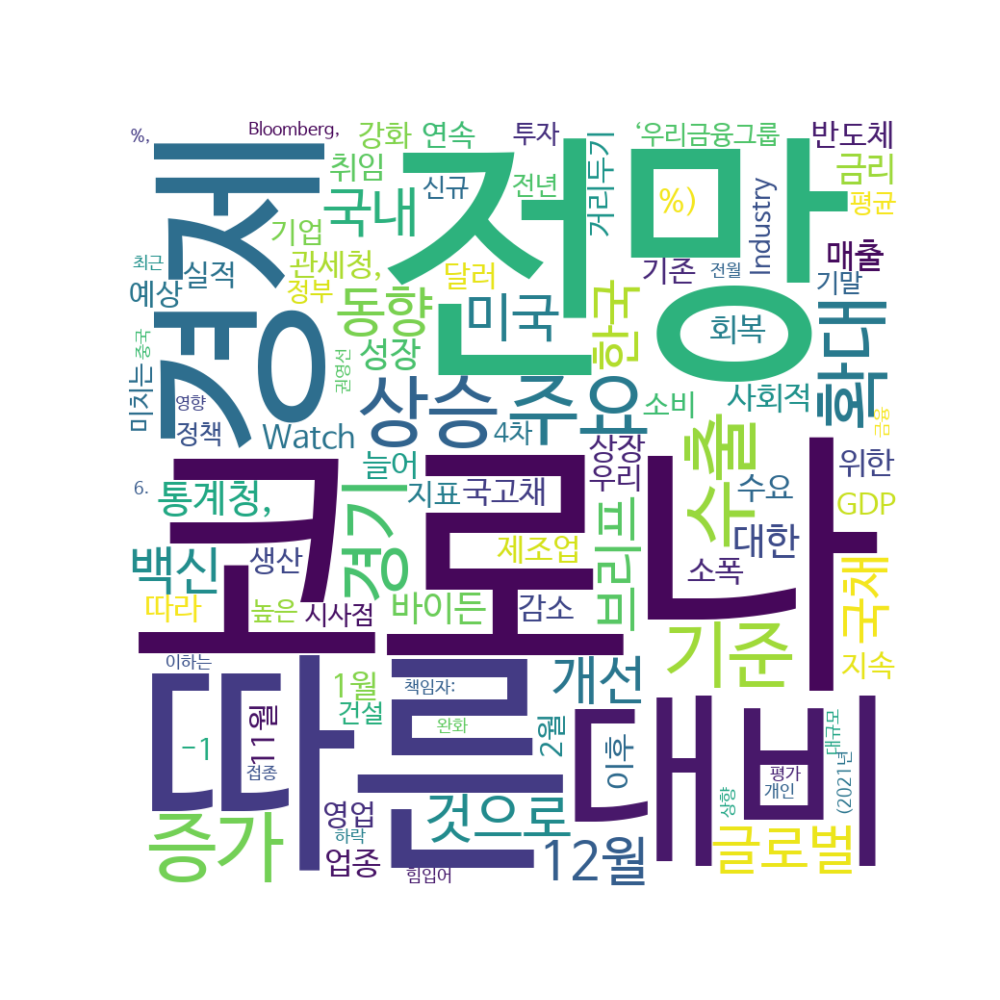 %,
Bloomberg,
강화
연속
투자
‘우리금융그룹
반도체
경제
전망
취임
국내
신규
전년
거리두기
%)
Industry
금리
평균
기업
관세청,
달러
기존
전월
매출
최근
실적
예상
정부
동향
미국
한국
회복
기말
확대
중국
미치는
권영선
성장
영향
정책
Watch
상승
주요
4차
소비
사회적
금융
6.
통계청,
늘어
지표
국고채
상장
우리
수출
수요
위한
GDP
코로나
백신
생산
경기
제조업
브리프
소폭
대한
국채
따라
높은
시사점
바이든
감소
기준
지속
이하는
따른
1월
책임자:
개선
대비
-1
11월
건설
완화
2월
이후
대규모
접종
평가
개인
(2021년
상향
증가
영업
하락
것으로
업종
힘입어
12월
글로벌